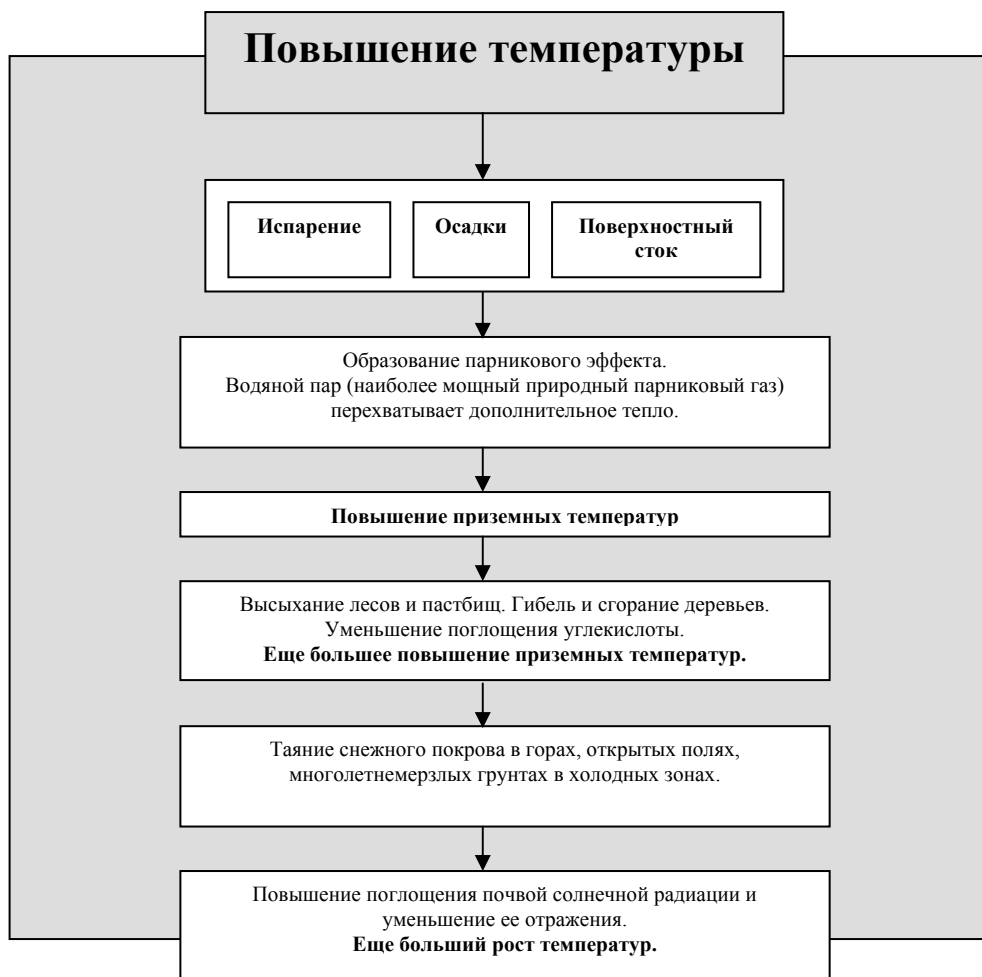 Повышение температуры
Испарение
Осадки
Поверхностный
сток
Образование парникового эффекта.
Водяной пар (наиболее мощный природный парниковый газ)
перехватывает дополнительное тепло.
Повышение приземных температур
Высыхание лесов и пастбищ. Гибель и сгорание деревьев.
Уменьшение поглощения углекислоты.
Еще большее повышение приземных температур.
Таяние снежного покрова в горах, открытых полях,
многолетнемерзлых грунтах в холодных зонах.
Повышение поглощения почвой солнечной радиации и
уменьшение ее отражения.
Еще больший рост температур.